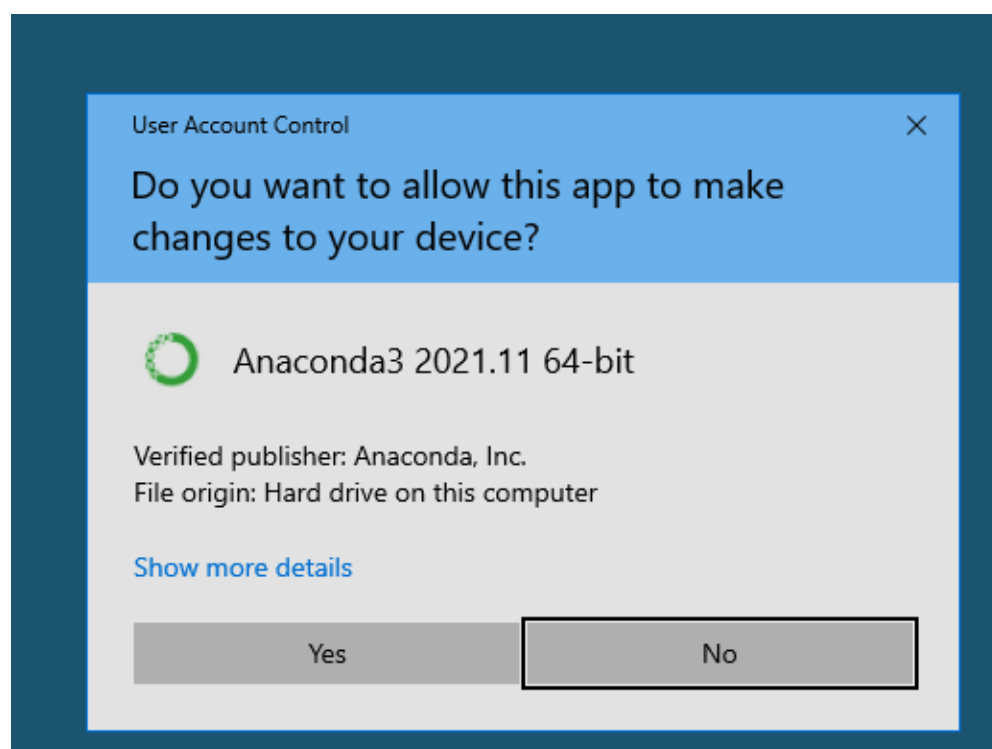 User Account Control
Do you want to allow this app to make
changes to your device?
Anaconda3 2021.11 64-bit
Verified publisher: Anaconda, Inc.
File origin: Hard drive on this computer
Show more details
Yes
No